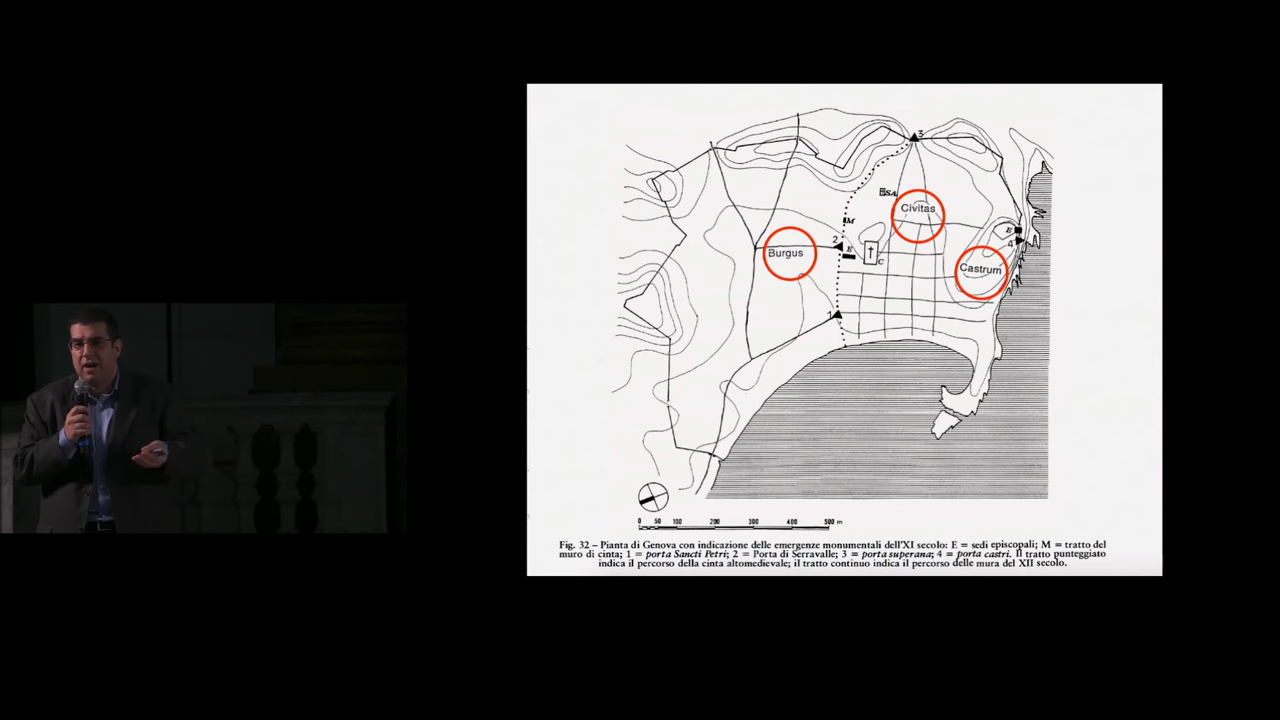 3
SA
Civitas
M
E
4
2
E
Burgus
†
C
Castrum
1
0 50 100 200 300 400 500 m
Fig. 32 – Pianta di Genova con indicazione delle emergenze monumentali dell'XI secolo: E = sedi episcopali; M = tratto del
muro di cinta; 1 = porta Sancti Petri; 2 = Porta di Serravalle; 3 = porta superana; 4 = porta castri. Il tratto punteggiato
indica il percorso della cinta altomedievale; il tratto continuo indica il percorso delle mura del XII secolo.